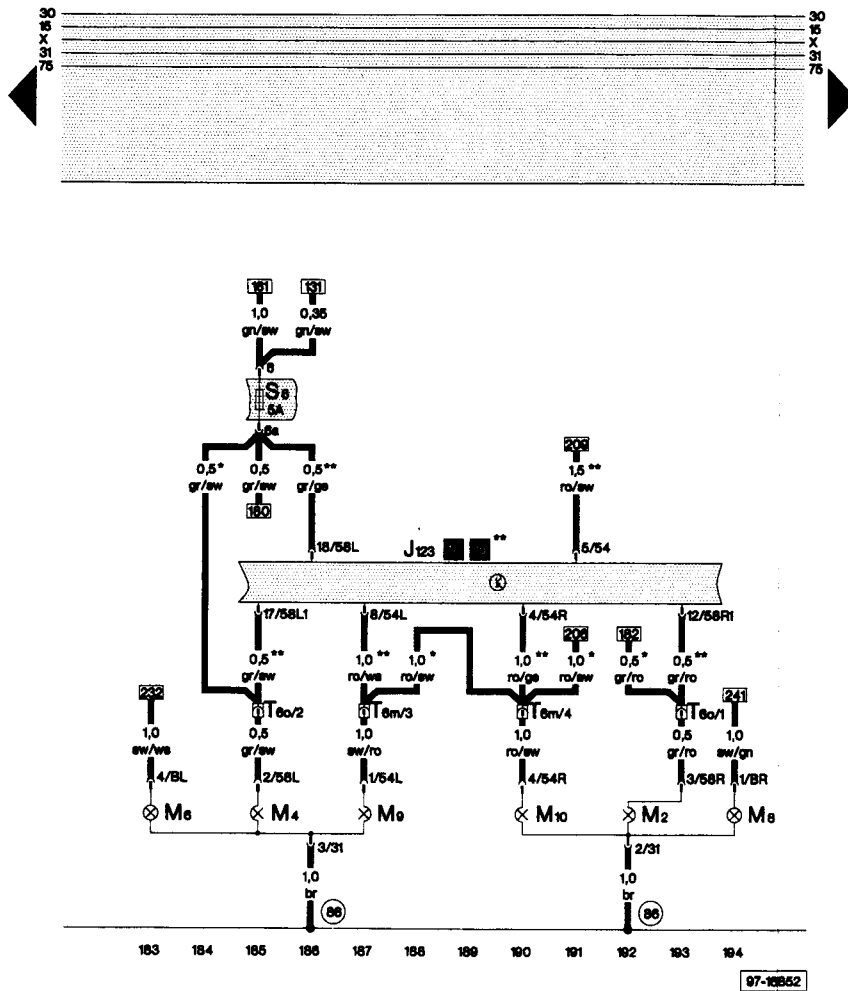 30 30
15 15
X X
31 31
75 75
161 131
1,0 0,35
gn/sw gn/sw
6
S6
5A
6a
0,5* 0,5 0,5** 209
gr/sw gr/sw gr/ge 1,5**
180 ro/sw
18/58L J123 ** 5/54
17/58L1 8/54L 4/54R 12/58R1
206 182
0,5** 1,0** 1,0* 1,0** 1,0* 0,5* 0,5**
gr/sw ro/ws ro/sw ro/ge ro/sw gr/ro gr/ro
232 241
T6o/2 T6m/3 T6m/4 T6o/1
1,0 0,5 1,0 1,0 0,5 1,0
sw/ws gr/sw sw/ro ro/sw gr/ro sw/gn
4/BL 2/58L 1/54L 4/54R 3/58R 1/BR
M6 M4 M9 M10 M2 M8
3/31 2/31
1,0 1,0
br br
86 86
183 184 185 186 187 188 189 190 191 192 193 194
97-16852